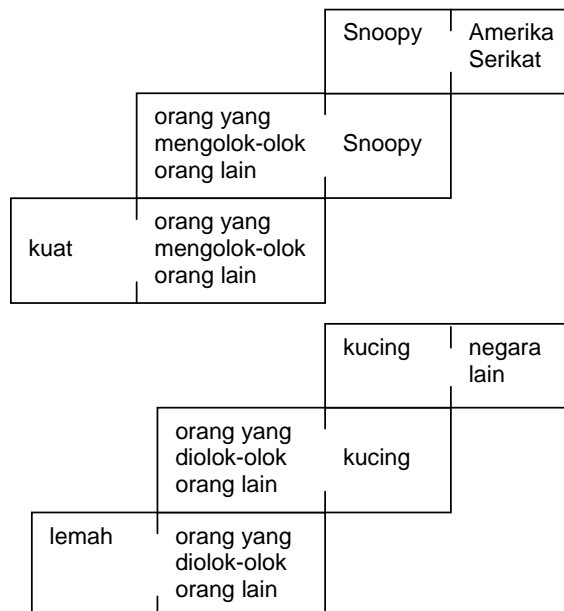 Snoopy Amerika
Serikat
orang yang
mengolok-olok Snoopy
orang lain
orang yang
kuat mengolok-olok
orang lain
kucing negara
lain
orang yang
diolok-olok kucing
orang lain
lemah orang yang
diolok-olok
orang lain